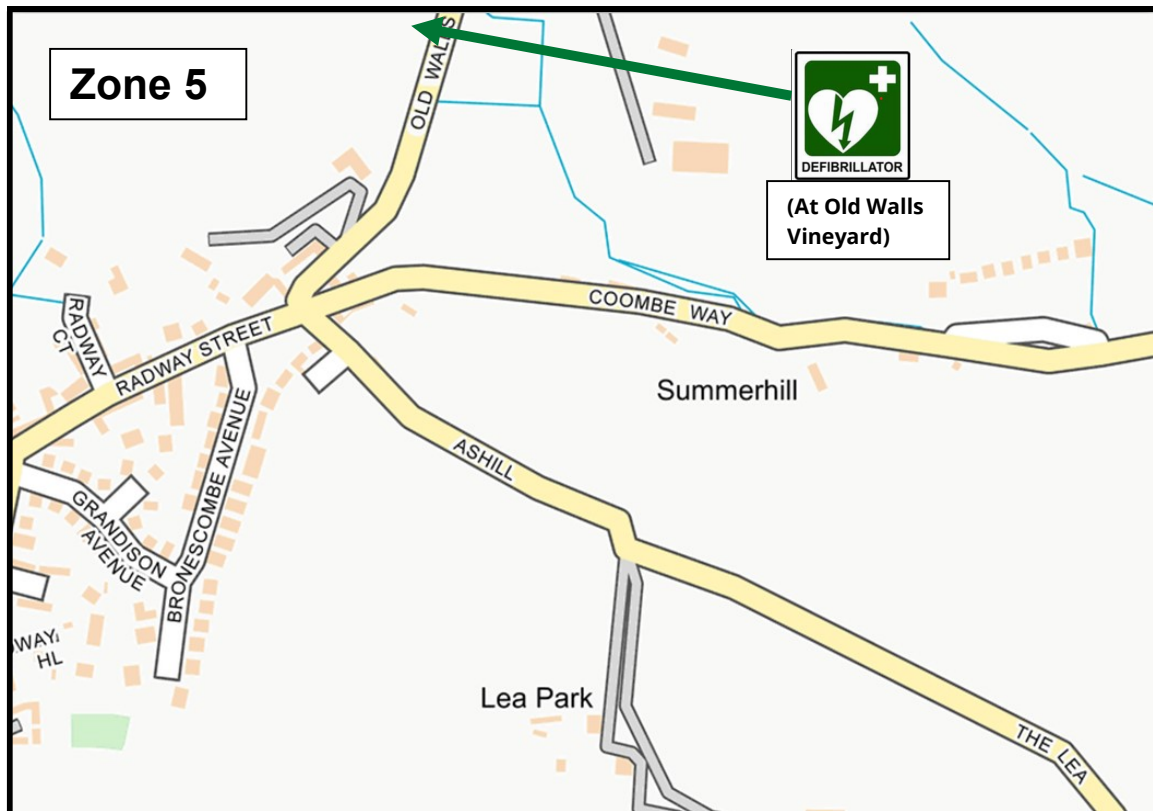 Zone 5
OLD WALLS
DEFIBRILLATOR
(At Old Walls
Vineyard)
RADWAY
CT
RADWAY STREET
COOMBE WAY
Summerhill
BRONESCOMBE AVENUE
ASHILL
GRANDISON
AVENUE
HL
Lea Park
THE LEA